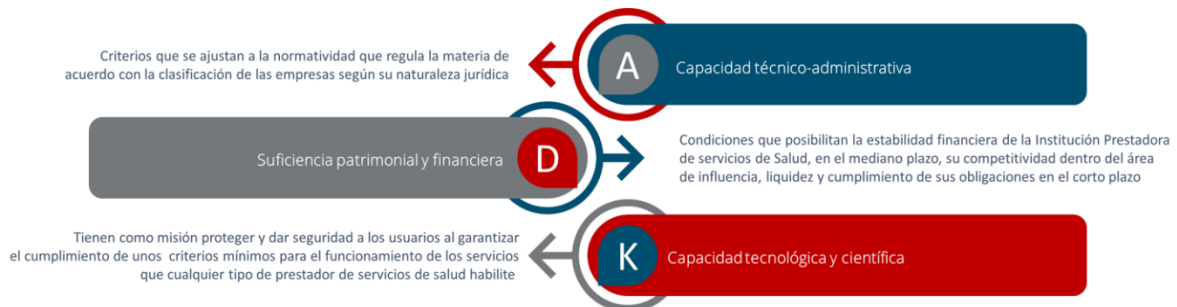 Criterios que se ajustan a la normatividad que regula la materia de
acuerdo con la clasificación de las empresas según su naturaleza jurídica
A
Capacidad técnico-administrativa
Suficiencia patrimonial y financiera
D
Condiciones que posibilitan la estabilidad financiera de la Institución Prestadora
de servicios de Salud, en el mediano plazo, su competitividad dentro del área
de influencia, liquidez y cumplimiento de sus obligaciones en el corto plazo
Tienen como misión proteger y dar seguridad a los usuarios al garantizar
el cumplimiento de unos criterios mínimos para el funcionamiento de los servicios
que cualquier tipo de prestador de servicios de salud habilite
K
Capacidad tecnológica y científica